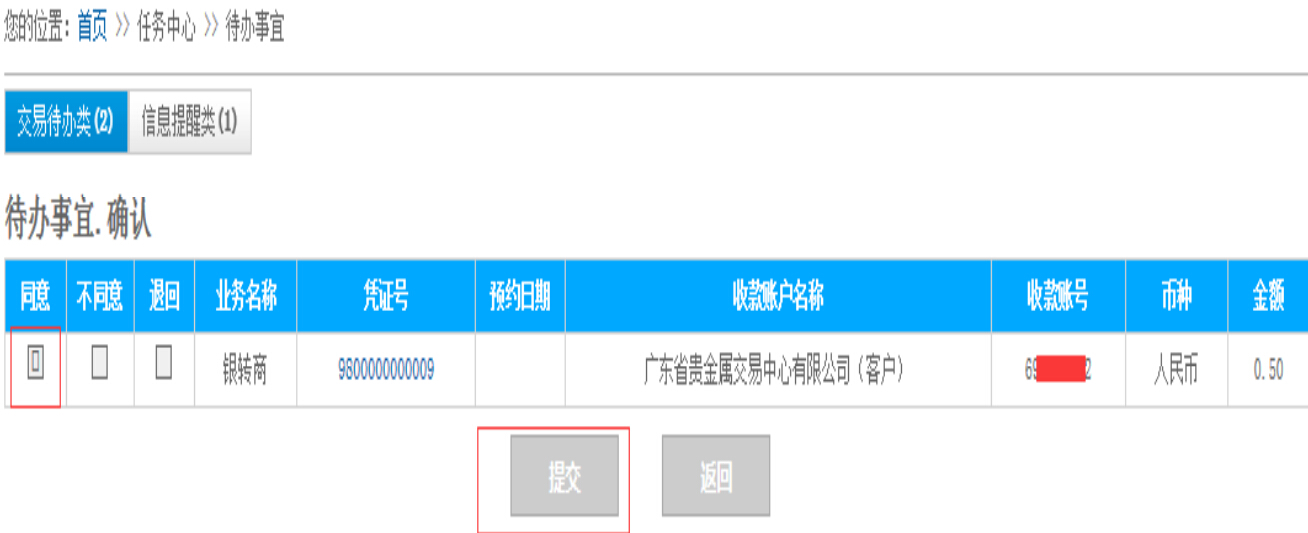 您的位置: 首页 >> 任务中心 >> 待办事宜
交易待办类(2) 信息提醒类(1)
待办事宜.确认
同意 不同意 退回 业务名称 凭证号 预约日期 收款账户名称 收款账号 币种 金额
银转商 9800000000009 广东省贵金属交易中心有限公司（客户） 69 2 人民币 0.50
提交 返回